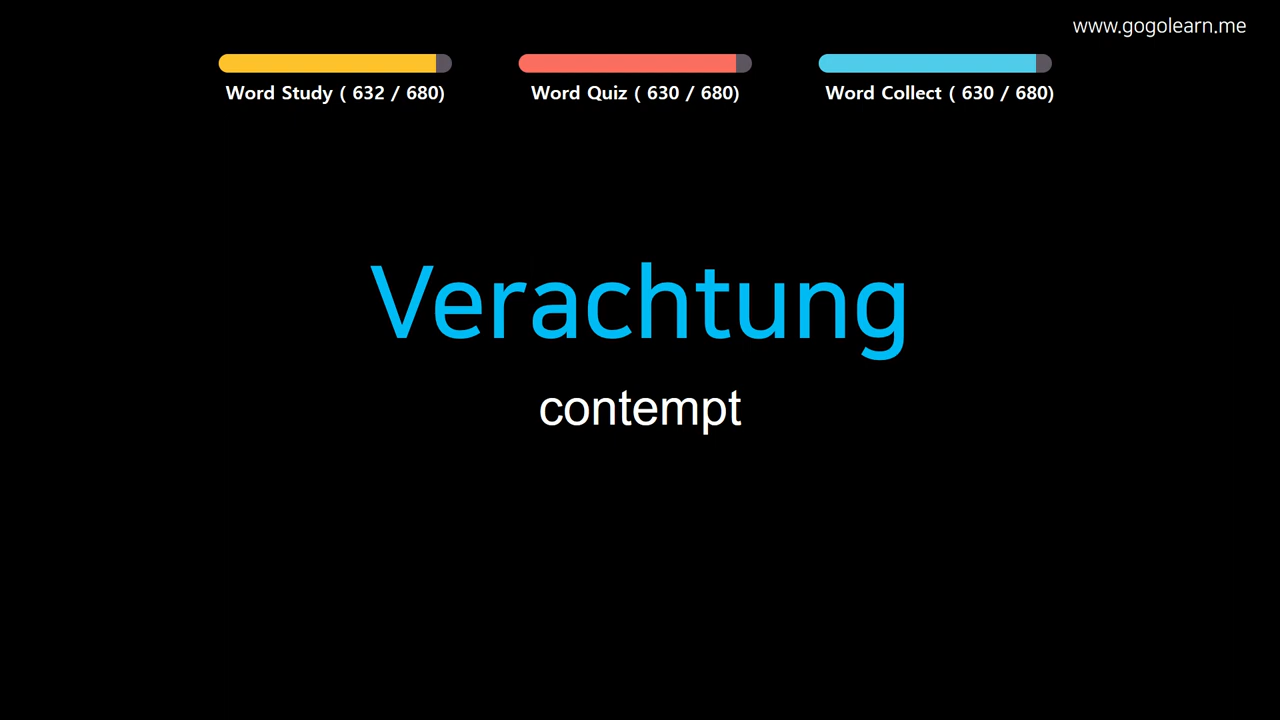 www.gogolearn.me
Word Study ( 632 / 680)
Word Quiz ( 630 / 680)
Word Collect ( 630 / 680)
Verachtung
contempt